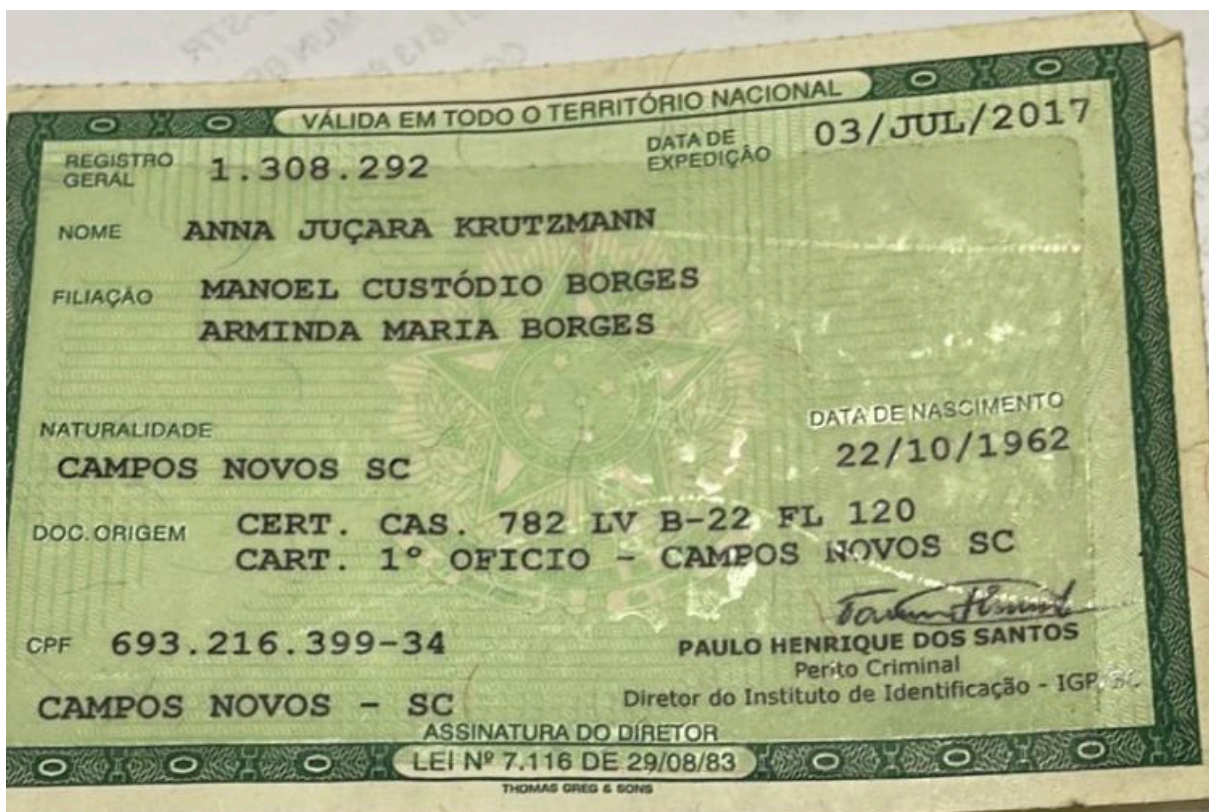 VÁLIDA EM TODO O TERRITÓRIO NACIONAL
REGISTRO GERAL 1.308.292 DATA DE EXPEDIÇÃO 03/JUL/2017
NOME ANNA JUÇARA KRUTZMANN
FILIAÇÃO MANOEL CUSTÓDIO BORGES
ARMINDA MARIA BORGES
NATURALIDADE DATA DE NASCIMENTO
CAMPOS NOVOS SC 22/10/1962
DOC. ORIGEM CERT. CAS. 782 LV B-22 FL 120
CART. 1º OFICIO - CAMPOS NOVOS SC
CPF 693.216.399-34 PAULO HENRIQUE DOS SANTOS
Perito Criminal
CAMPOS NOVOS - SC Diretor do Instituto de Identificação - IGP/SC
ASSINATURA DO DIRETOR
LEI Nº 7.116 DE 29/08/83
THOMAS GREG & SONS